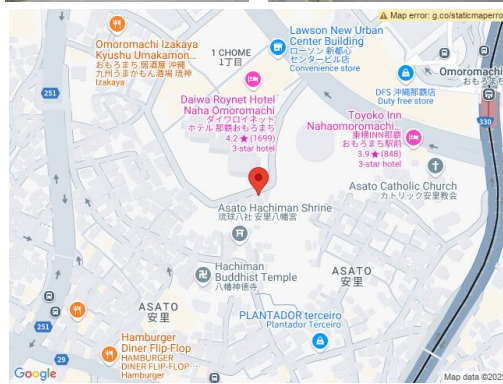 Map error: g.co/staticmaperro
Lawson New Urban
Center Building
ローソン 新都心
センタービル店
Convenience store
Omoromachi Izakaya
Kyushu Umakamon...
おもろまち 居酒屋 沖縄
九州うまかもん酒場 琉神
Izakaya
1 CHOME
1丁目
251
Omoromachi
おもろまち
DFS 沖縄那覇店
Duty free store
330
Daiwa Roynet Hotel
Naha Omoromachi
ダイワロイネット
ホテル 那覇おもろまち
4.2 ★ (1699)
3-star hotel
Toyoko Inn
Nahaomoromachi...
東横INN那覇
おもろまち駅前
3.9 ★ (848)
3-star hotel
Asato Catholic Church
カトリック安里教会
Asato Hachiman Shrine
琉球八社 安里八幡宮
Hachiman
Buddhist Temple
八幡神徳寺
ASATO
安里
ASATO
安里
PLANTADOR terceiro
Plantador Terceiro
251
Hamburger
Diner Flip-Flop
HAMBURGER
DINER FLIP-FLOP…
Hamburger
29
Google
Map data ©202